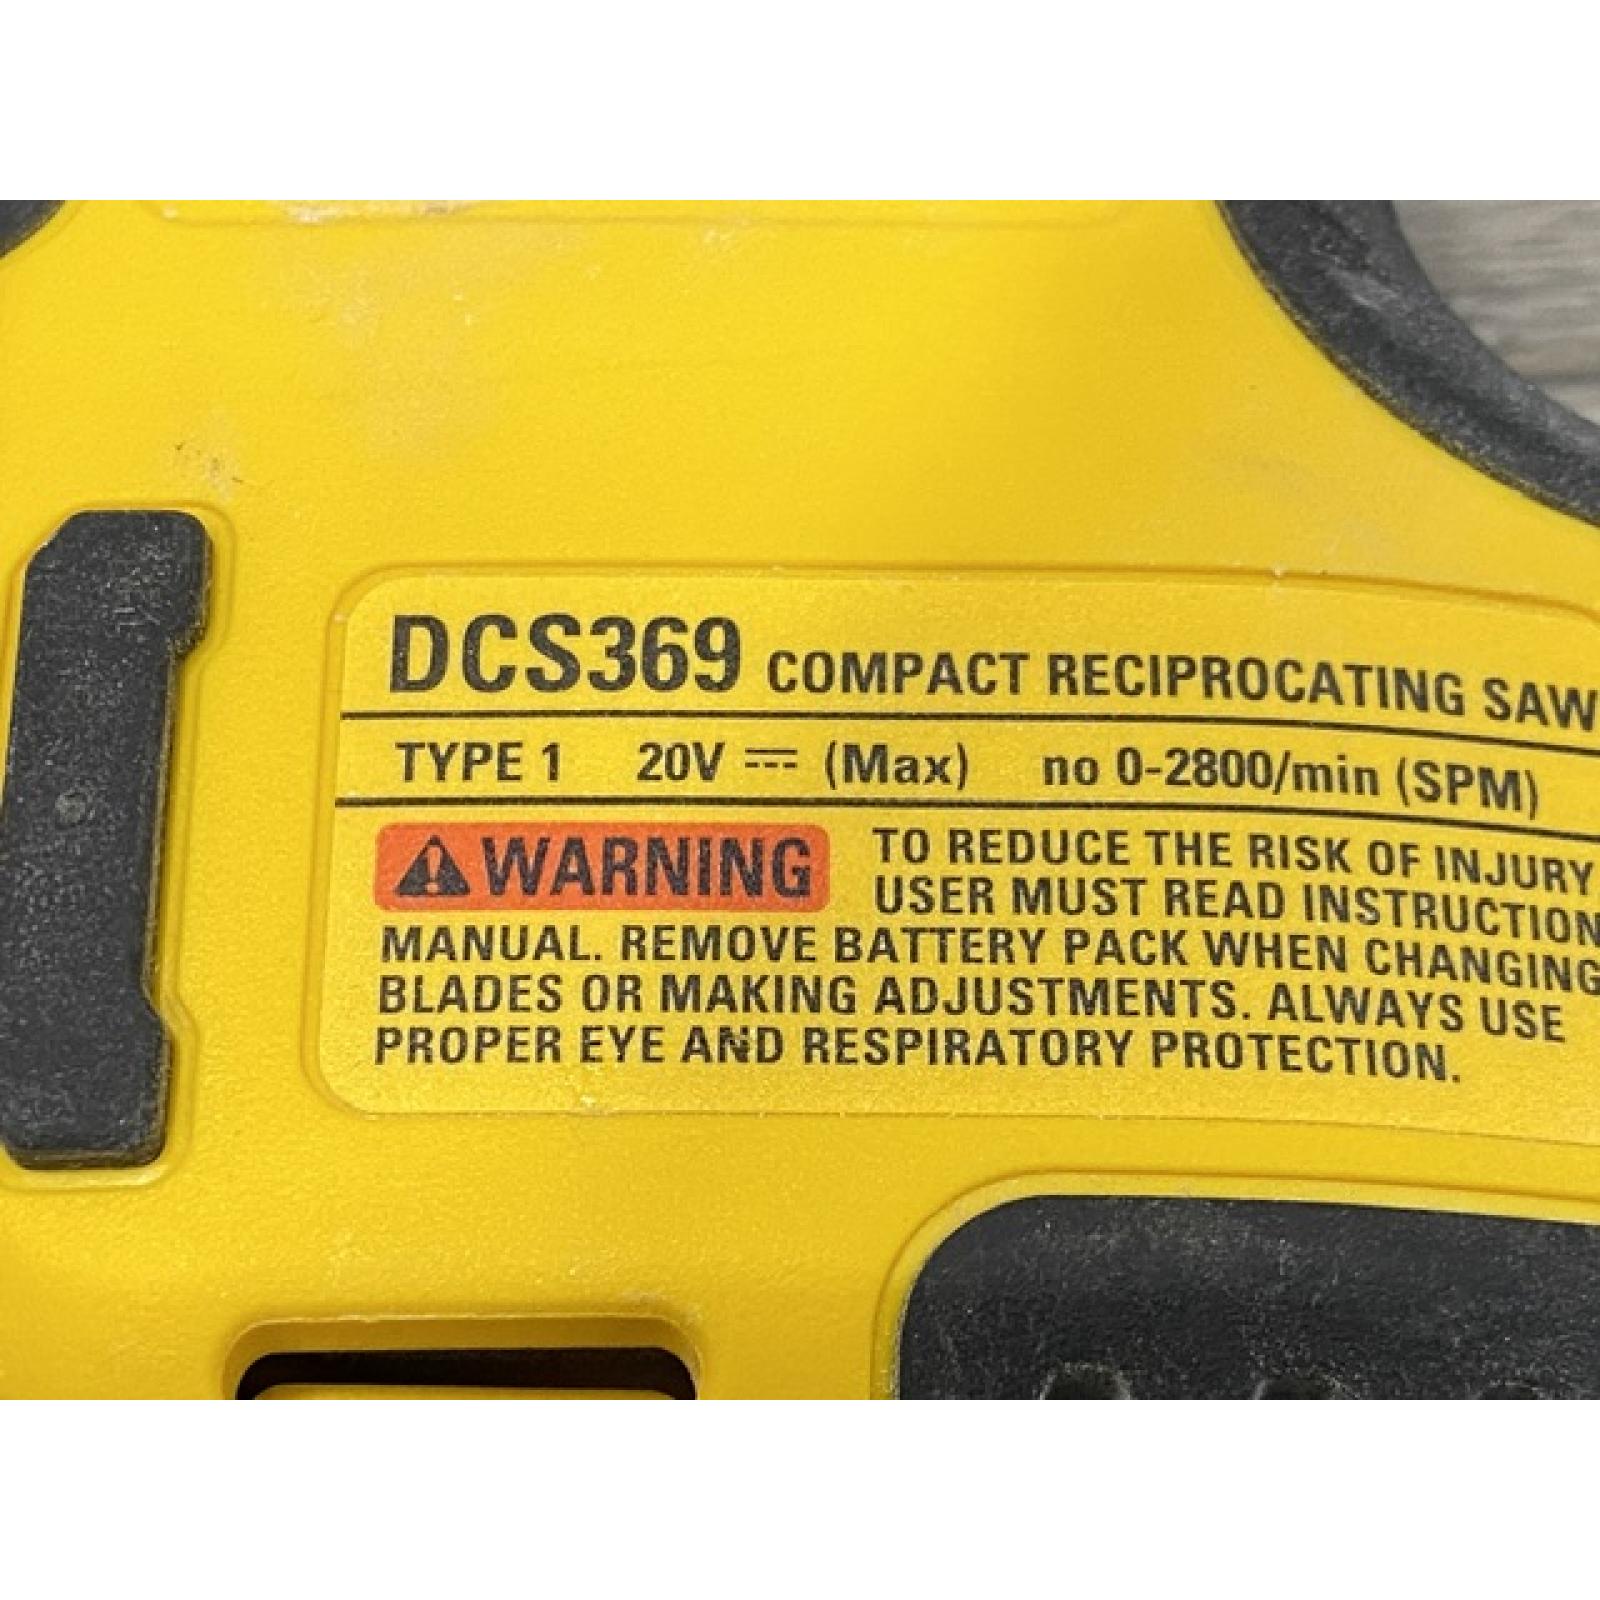 DCS369 COMPACT RECIPROCATING SAW
TYPE 1 20V ⎓ (Max) no 0-2800/min (SPM)
WARNING TO REDUCE THE RISK OF INJURY,
USER MUST READ INSTRUCTION
MANUAL. REMOVE BATTERY PACK WHEN CHANGING
BLADES OR MAKING ADJUSTMENTS. ALWAYS USE
PROPER EYE AND RESPIRATORY PROTECTION.